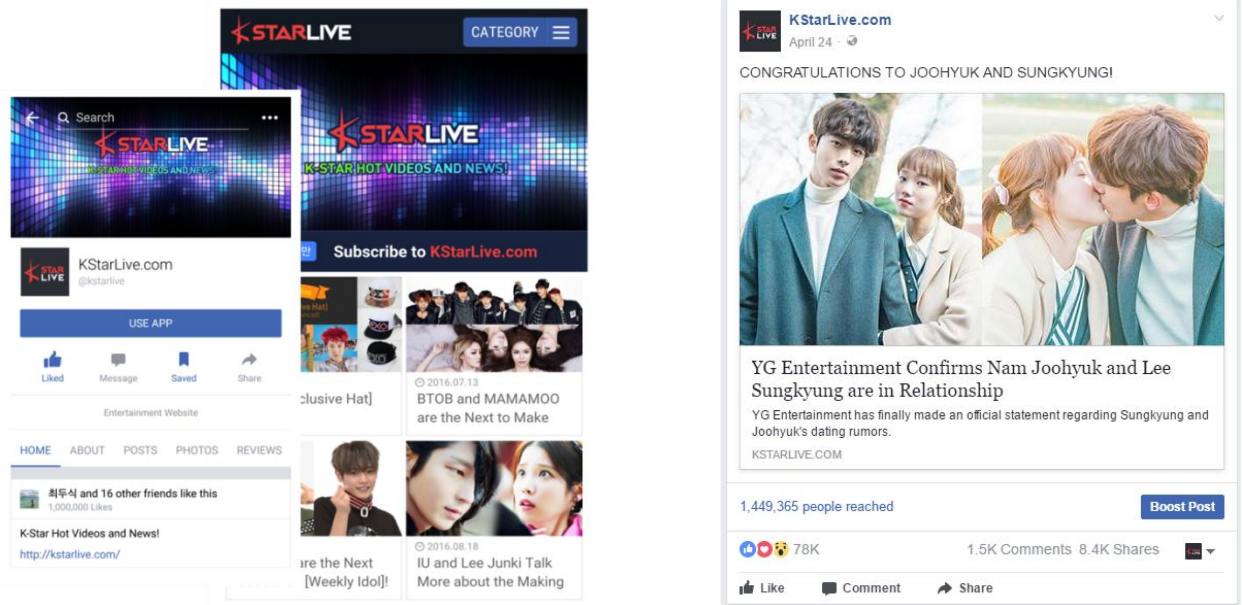 ← Search •••
KSTARLIVE
K-STAR HOT VIDEOS AND NEWS!
STAR
LIVE
KStarLive.com
@kstarlive
USE APP
Liked Message Saved Share
Entertainment Website
HOME ABOUT POSTS PHOTOS REVIEWS
최두식 and 16 other friends like this
1,000,000 Likes
K-Star Hot Videos and News!
http://kstarlive.com/
KSTARLIVE CATEGORY
KSTARLIVE
K-STAR HOT VIDEOS AND NEWS!
만 Subscribe to KStarLive.com
clusive Hat]
2016.07.13
BTOB and MAMAMOO
are the Next to Make
are the Next
[Weekly Idol]!
2016.08.18
IU and Lee Junki Talk
More about the Making
STAR
LIVE
KStarLive.com
April 24
CONGRATULATIONS TO JOOHYUK AND SUNGKYUNG!
YG Entertainment Confirms Nam Joohyuk and Lee
Sungkyung are in Relationship
YG Entertainment has finally made an official statement regarding Sungkyung and
Joohyuk's dating rumors.
KSTARLIVE.COM
1,449,365 people reached Boost Post
78K 1.5K Comments 8.4K Shares
Like Comment Share